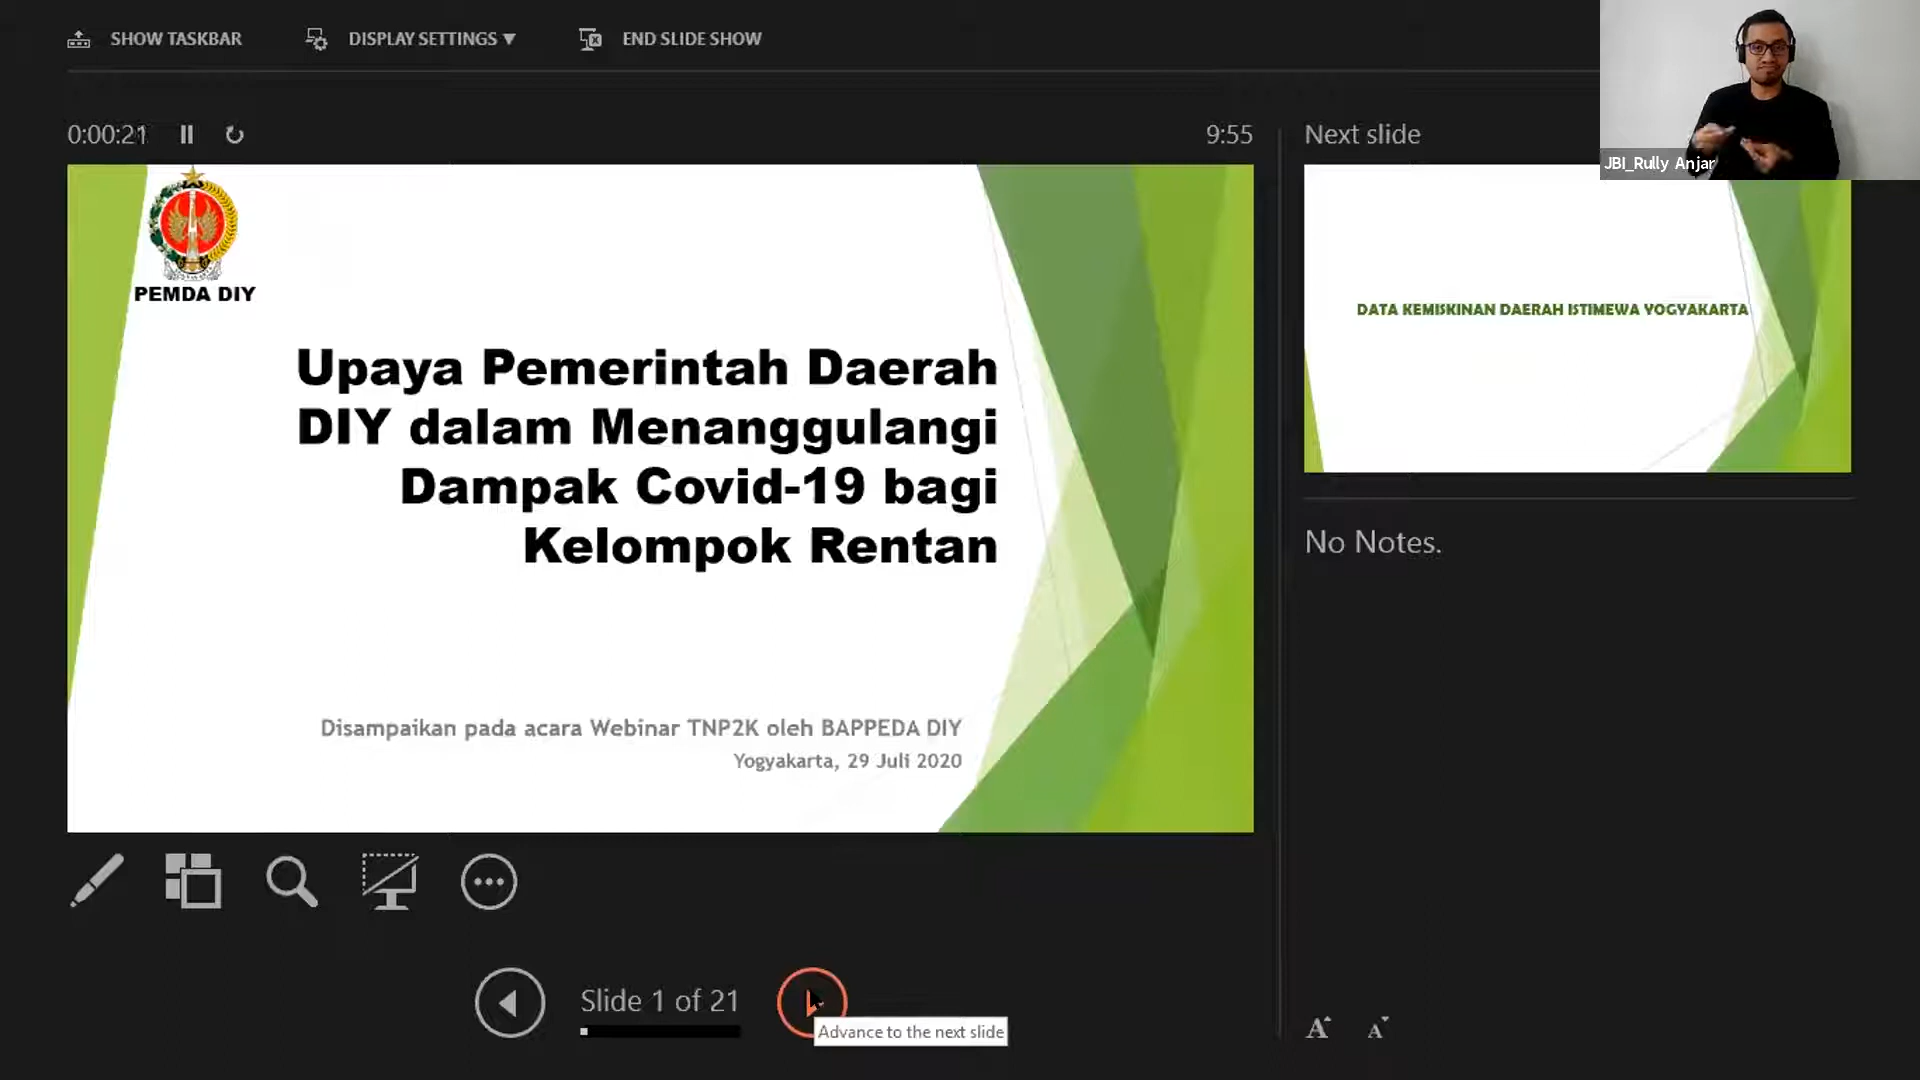 SHOW TASKBAR
DISPLAY SETTINGS
END SLIDE SHOW
JBI_Rully Anjar
0:00:21
9:55
Next slide
PEMDA DIY
Upaya Pemerintah Daerah
DIY dalam Menanggulangi
Dampak Covid-19 bagi
Kelompok Rentan
Disampaikan pada acara Webinar TNP2K oleh BAPPEDA DIY
Yogyakarta, 29 Juli 2020
DATA KEMISKINAN DAERAH ISTIMEWA YOGYAKARTA
No Notes.
Slide 1 of 21
Advance to the next slide
A A